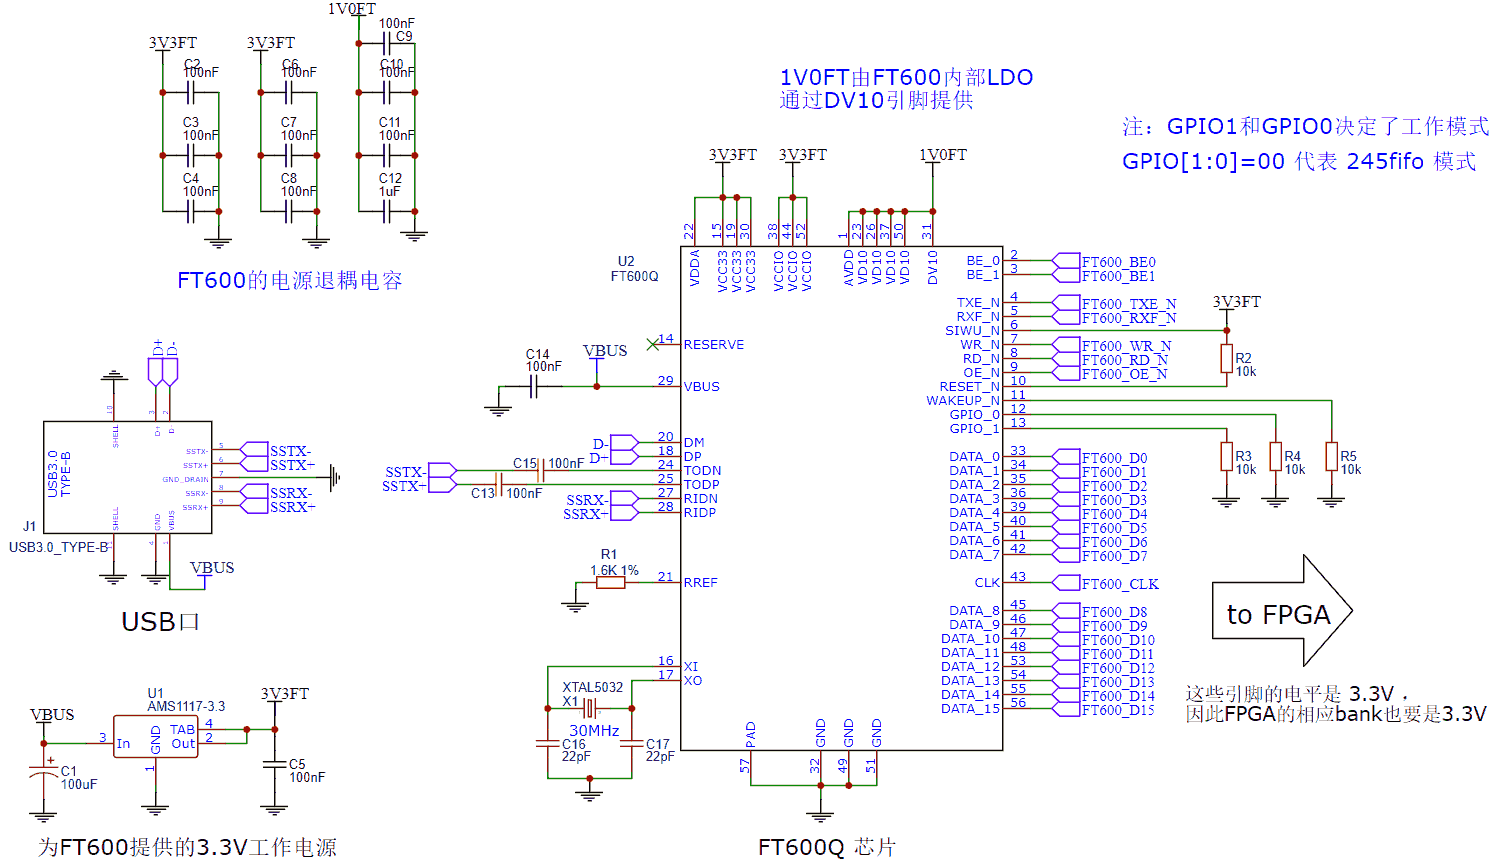 1V0FT
100nF
C9
3V3FT
C2
100nF
C3
100nF
C4
100nF
3V3FT
C6
100nF
C7
100nF
C8
100nF
C10
100nF
C11
100nF
C12
1uF
FT600的电源退耦电容
1V0FT由FT600内部LDO
通过DV10引脚提供
注：GPIO1和GPIO0决定了工作模式
GPIO[1:0]=00 代表 245fifo 模式
3V3FT
3V3FT
1V0FT
22
15
19
30
38
44
52
1
23
26
37
50
31
VDDA
VCC33
VCC33
VCC33
VCCIO
VCCIO
VCCIO
AVDD
VD10
VD10
VD10
VD10
DV10
U2
FT600Q
14 RESERVE
C14
100nF
VBUS
29 VBUS
D- 20 DM
D+ 18 DP
SSTX- C15 100nF 24 TODN
SSTX+ C13 100nF 25 TODP
SSRX- 27 RIDN
SSRX+ 28 RIDP
R1
1.6K 1%
21 RREF
16 XI
17 XO
XTAL5032
X1
30MHz
C16
22pF
C17
22pF
PAD
GND
GND
GND
57
32
49
51
BE_0 2 FT600_BE0
BE_1 3 FT600_BE1
TXE_N 4 FT600_TXE_N
RXF_N 5 FT600_RXF_N
SIWU_N 6
WR_N 7 FT600_WR_N
RD_N 8 FT600_RD_N
OE_N 9 FT600_OE_N
RESET_N 10
WAKEUP_N 11
GPIO_0 12
GPIO_1 13
3V3FT
R2
10k
R3
10k
R4
10k
R5
10k
DATA_0 33 FT600_D0
DATA_1 34 FT600_D1
DATA_2 35 FT600_D2
DATA_3 36 FT600_D3
DATA_4 39 FT600_D4
DATA_5 40 FT600_D5
DATA_6 41 FT600_D6
DATA_7 42 FT600_D7
CLK 43 FT600_CLK
DATA_8 45 FT600_D8
DATA_9 46 FT600_D9
DATA_10 47 FT600_D10
DATA_11 48 FT600_D11
DATA_12 53 FT600_D12
DATA_13 54 FT600_D13
DATA_14 55 FT600_D14
DATA_15 56 FT600_D15
to FPGA
这些引脚的电平是 3.3V ，
因此FPGA的相应bank也要是3.3V
FT600Q 芯片
D+
D-
10
3
2
SHELL
D+
D-
USB3.0
TYPE-B
SSTX- 5 SSTX-
SSTX+ 6 SSTX+
GND_DRAIN 7
SSRX- 8 SSRX-
SSRX+ 9 SSRX+
SHELL
GND
VBUS
J1
USB3.0_TYPE-B
11
4
1
VBUS
USB口
VBUS
C1
100uF
U1
AMS1117-3.3
3 In
GND
1
TAB 4
Out 2
3V3FT
C5
100nF
为FT600提供的3.3V工作电源